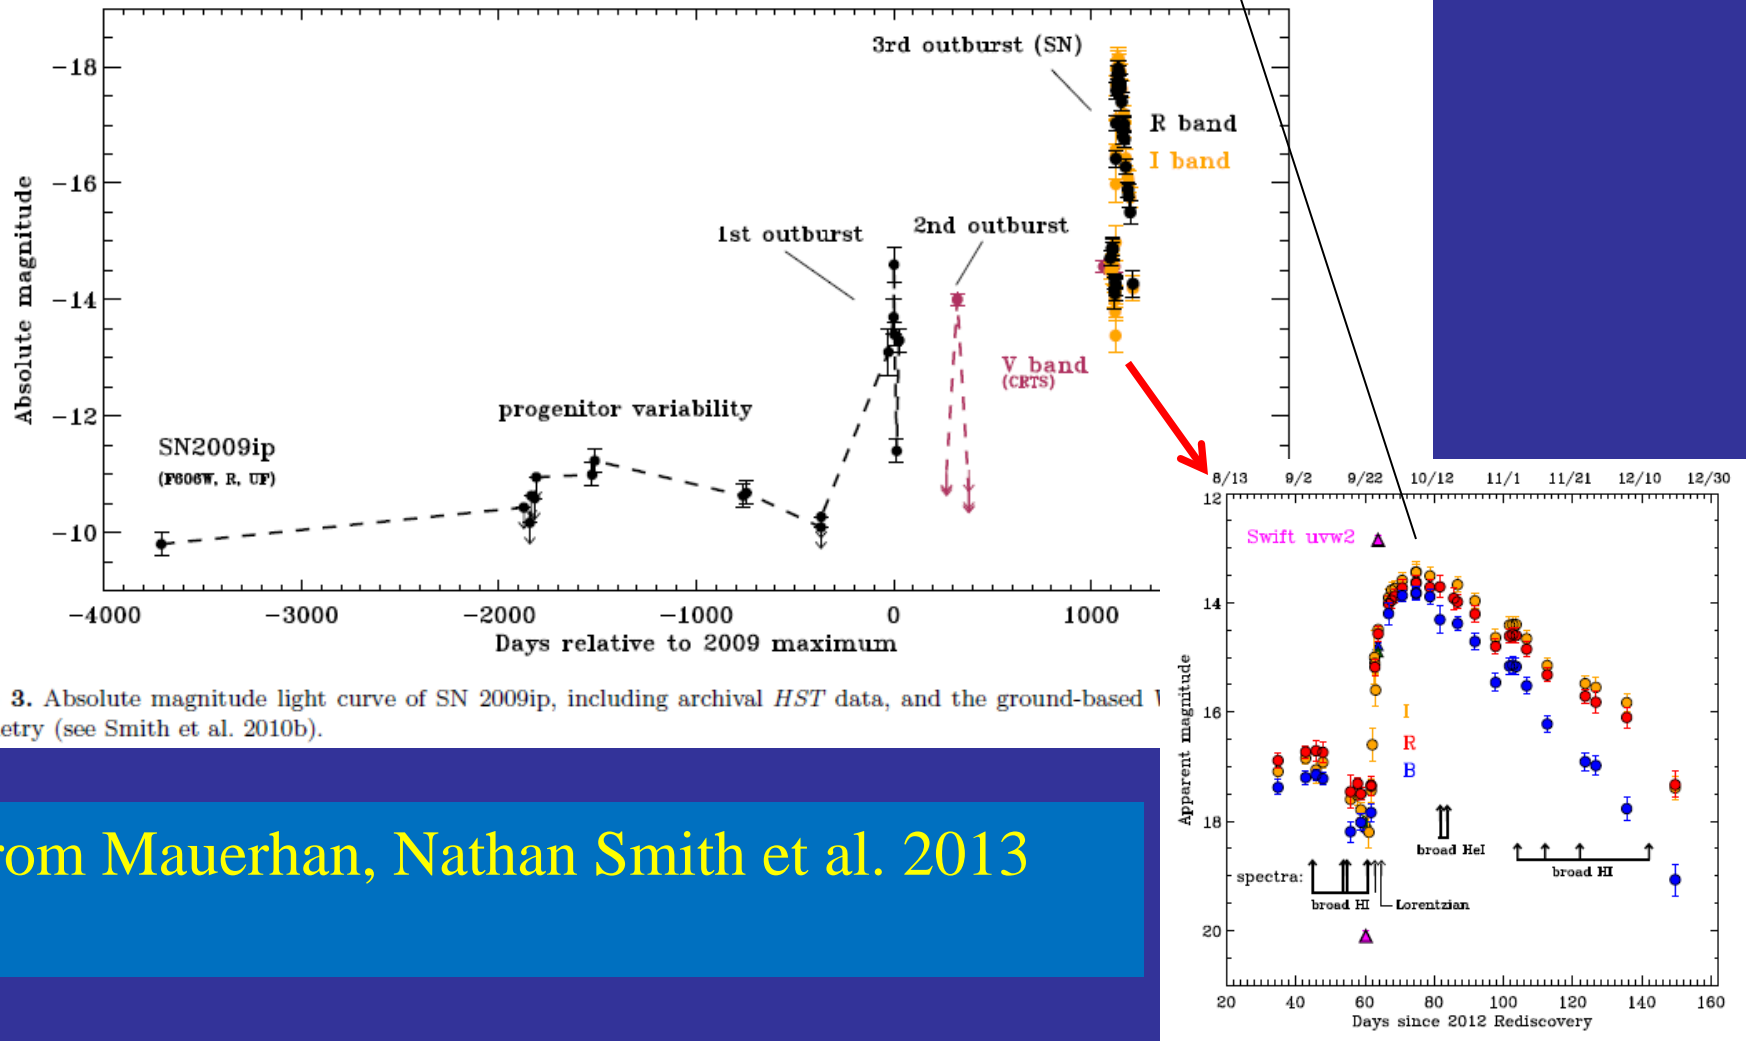 3rd outburst (SN)
R band
I band
1st outburst
2nd outburst
V band
(CRTS)
progenitor variability
SN2009ip
(F606W, R, UF)
Absolute magnitude
−18
−16
−14
−12
−10
−4000 −3000 −2000 −1000 0 1000
Days relative to 2009 maximum
3. Absolute magnitude light curve of SN 2009ip, including archival HST data, and the ground-based
etry (see Smith et al. 2010b).
rom Mauerhan, Nathan Smith et al. 2013
8/13 9/2 9/22 10/12 11/1 11/21 12/10 12/30
12
14
16
18
20
Apparent magnitude
Swift uvw2
I
R
B
broad HeI
spectra:
broad HI
Lorentzian
broad HI
20 40 60 80 100 120 140 160
Days since 2012 Rediscovery